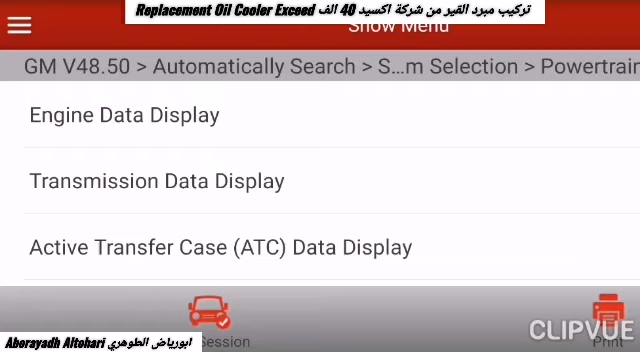 Replacement Oil Cooler Exceed تركيب مبرد القير من شركة اكسيد 40 الف
Show Menu
GM V48.50 > Automatically Search > S...m Selection > Powertrain
Engine Data Display
Transmission Data Display
Active Transfer Case (ATC) Data Display
Session
Print
CLIPVUE
Aborayadh Altohari ابورياض الطوهري